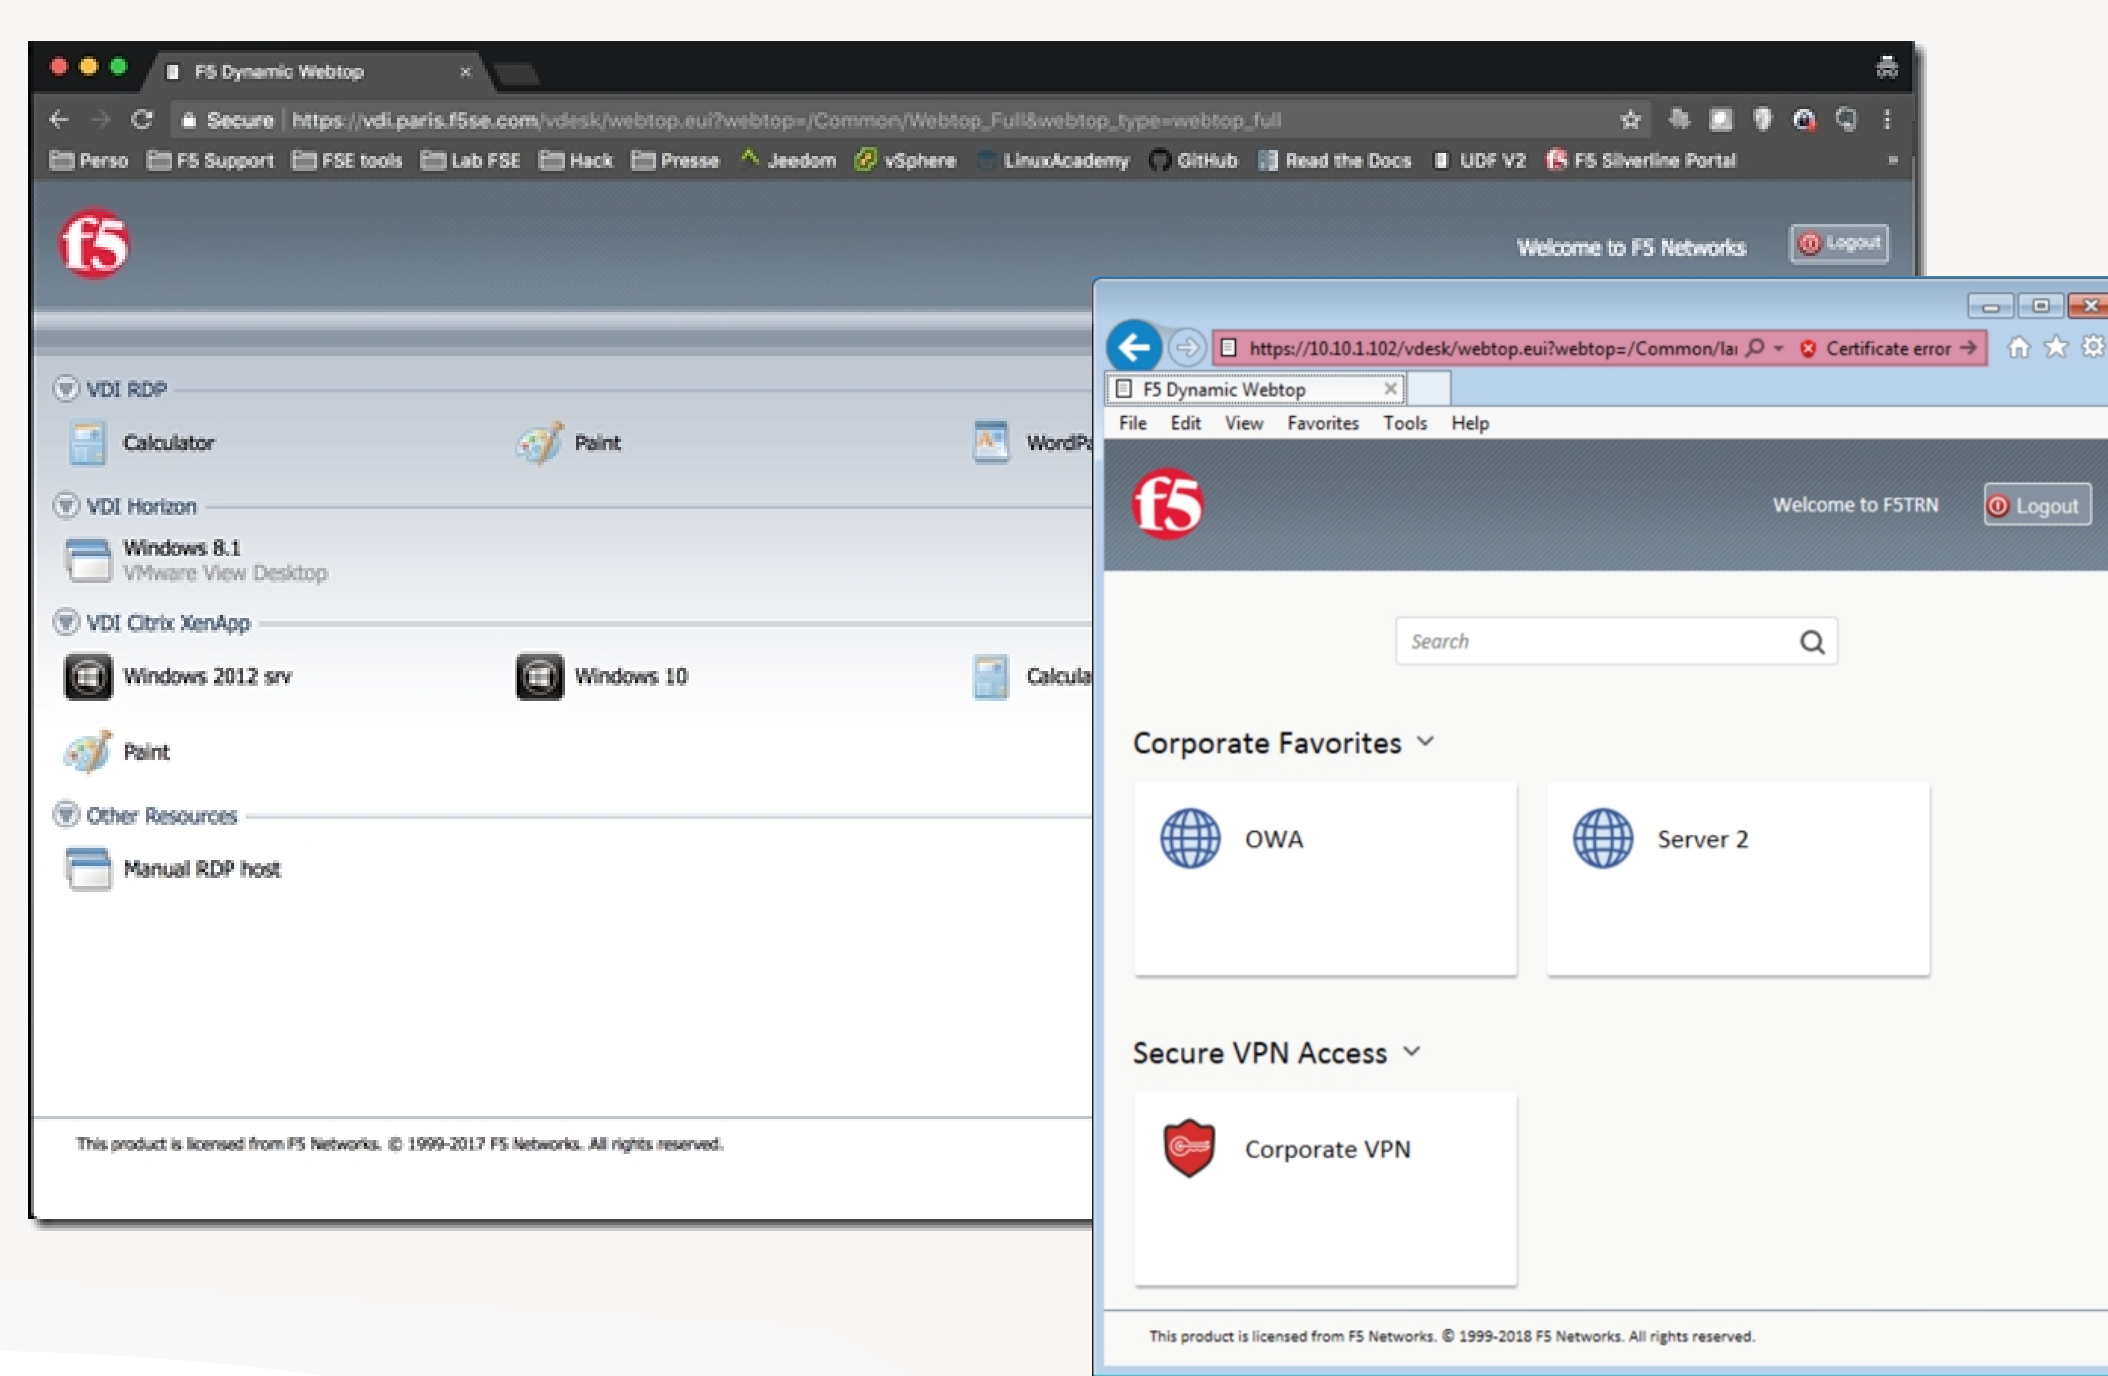 F5 Dynamic Webtop
Secure | https://vdi.paris.f5se.com/vdesk/webtop.eui?webtop=/Common/Webtop_Full&webtop_type=webtop_full
Perso F5 Support FSE tools Lab FSE Hack Presse Jeedom vSphere LinuxAcademy GitHub Read the Docs UDF V2 F5 Silverline Portal »
f5
Welcome to F5 Networks
Logout
VDI RDP
Calculator Paint WordPa
VDI Horizon
Windows 8.1
VMware View Desktop
VDI Citrix XenApp
Windows 2012 srv Windows 10 Calcula
Paint
Other Resources
Manual RDP host
This product is licensed from F5 Networks. © 1999-2017 F5 Networks. All rights reserved.
https://10.10.1.102/vdesk/webtop.eui?webtop=/Common/lai Certificate error
F5 Dynamic Webtop
File Edit View Favorites Tools Help
f5
Welcome to F5TRN
Logout
Search
Corporate Favorites
OWA Server 2
Secure VPN Access
Corporate VPN
This product is licensed from F5 Networks. © 1999-2018 F5 Networks. All rights reserved.